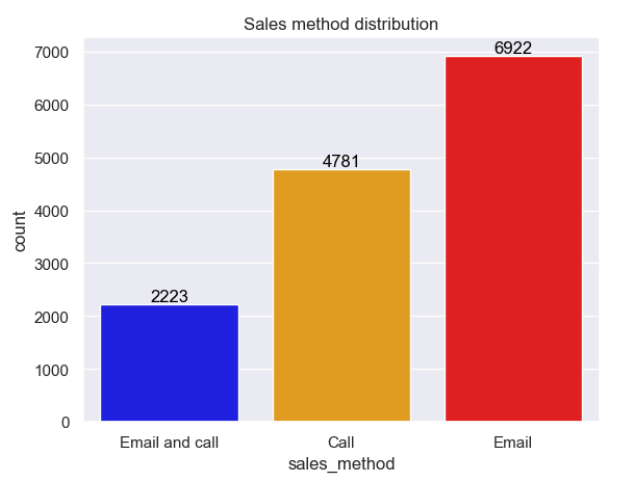 Sales method distribution
6922
7000
6000
5000
4781
4000
count
3000
2223
2000
1000
0
Email and call
Call
Email
sales_method